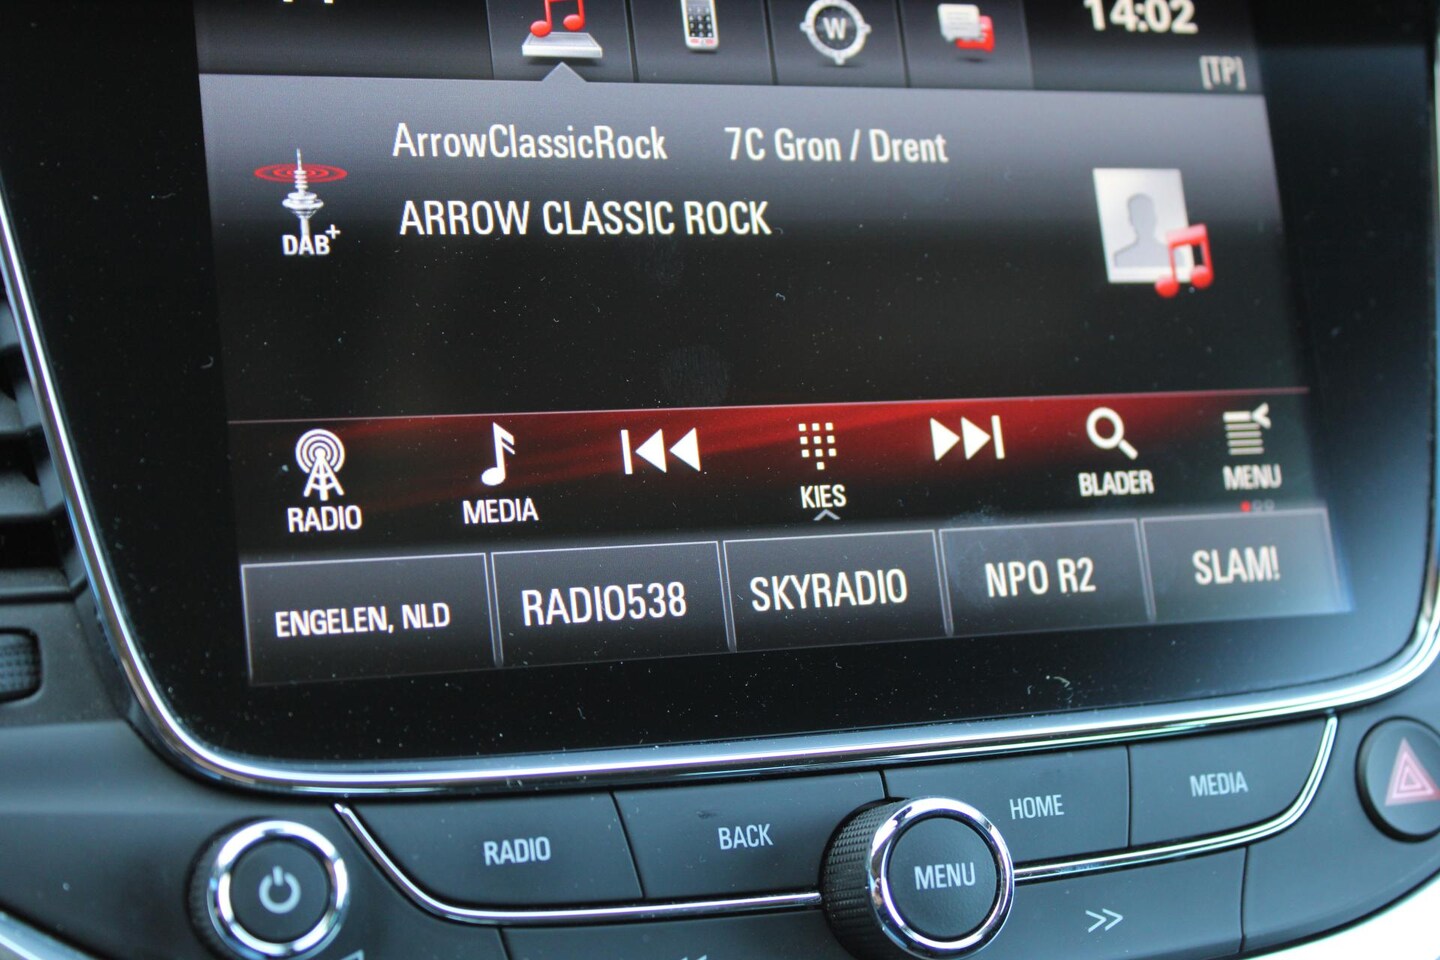 14:02
W
[TP]
ArrowClassicRock 7C Gron / Drent
ARROW CLASSIC ROCK
DAB+
RADIO MEDIA KIES BLADER MENU
ENGELEN, NLD RADIO538 SKYRADIO NPO R2 SLAM!
RADIO BACK HOME MEDIA
MENU